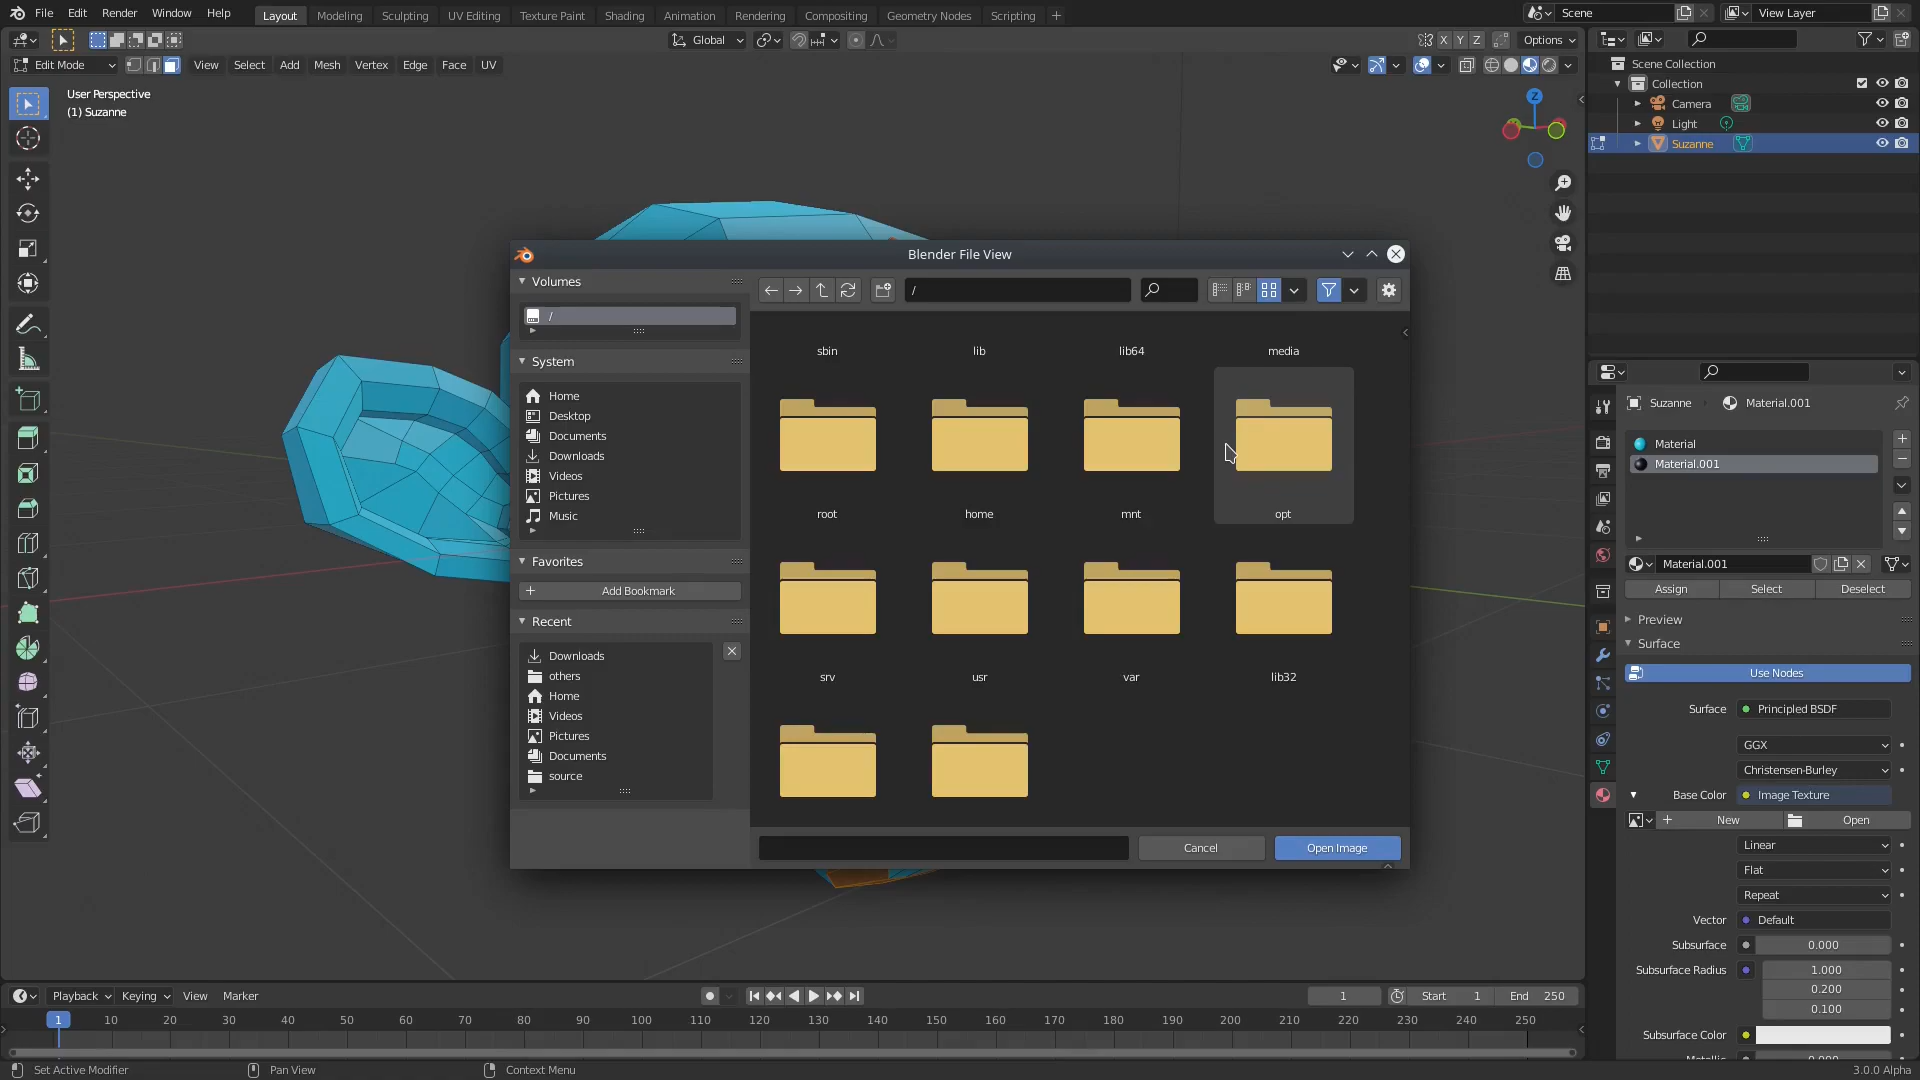 File Edit Render Window Help Layout Modeling Sculpting UV Editing Texture Paint Shading Animation Rendering Compositing Geometry Nodes Scripting Scene View Layer
Global X Y Z Options
Edit Mode View Select Add Mesh Vertex Edge Face UV
User Perspective
(1) Suzanne
Z
Scene Collection
Collection
Camera
Light
Suzanne
Blender File View
Volumes
/
System
Home
Desktop
Documents
Downloads
Videos
Pictures
Music
Favorites
Add Bookmark
Recent
Downloads
others
Home
Videos
Pictures
Documents
source
/
sbin lib lib64 media
root home mnt opt
srv usr var lib32
Cancel Open Image
Suzanne Material.001
Material
Material.001
Material.001
Assign Select Deselect
Preview
Surface
Use Nodes
Surface Principled BSDF
GGX
Christensen-Burley
Base Color Image Texture
New Open
Linear
Flat
Repeat
Vector Default
Subsurface 0.000
Subsurface Radius 1.000
0.200
0.100
Subsurface Color
Playback Keying View Marker 1 Start 1 End 250
1 10 20 30 40 50 60 70 80 90 100 110 120 130 140 150 160 170 180 190 200 210 220 230 240 250
Set Active Modifier Pan View Context Menu 3.0.0 Alpha